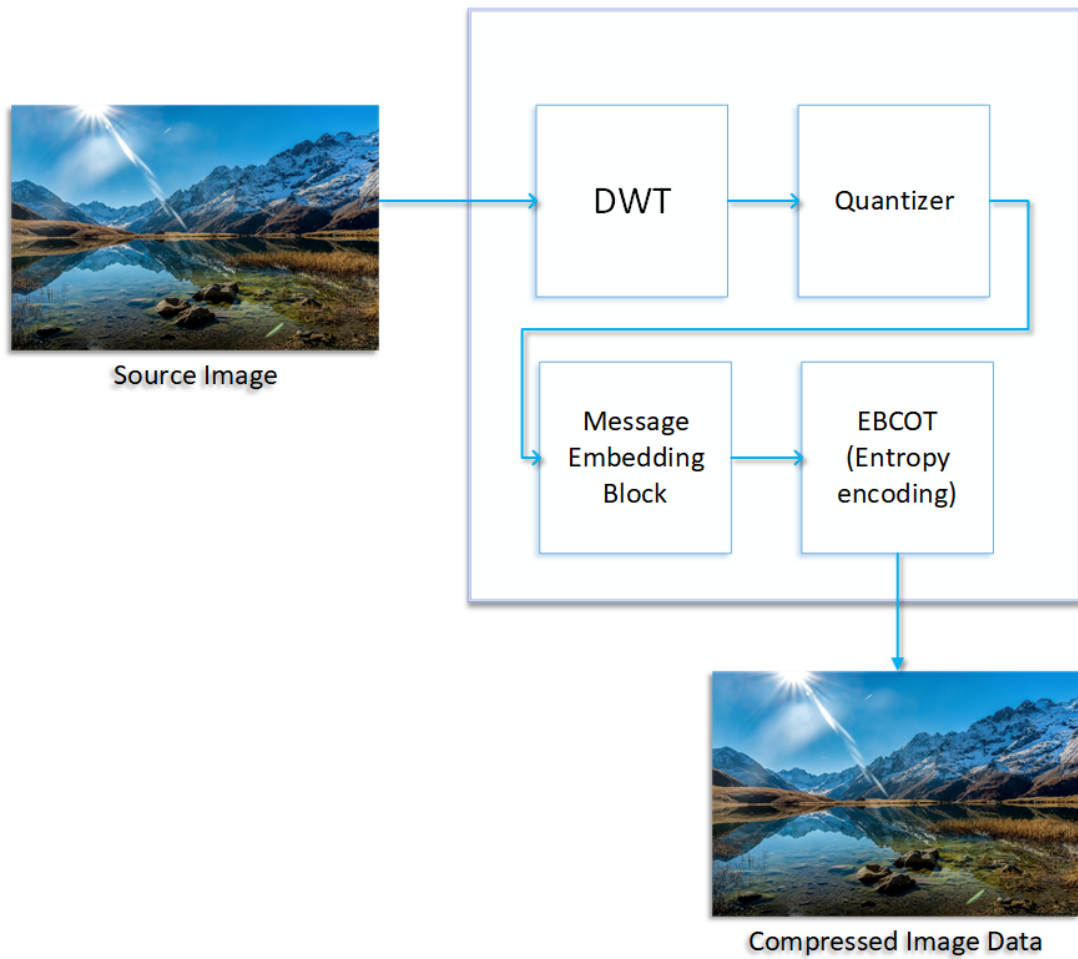 DWT
Quantizer
Source Image
Message
Embedding
Block
EBCOT
(Entropy
encoding)
Compressed Image Data